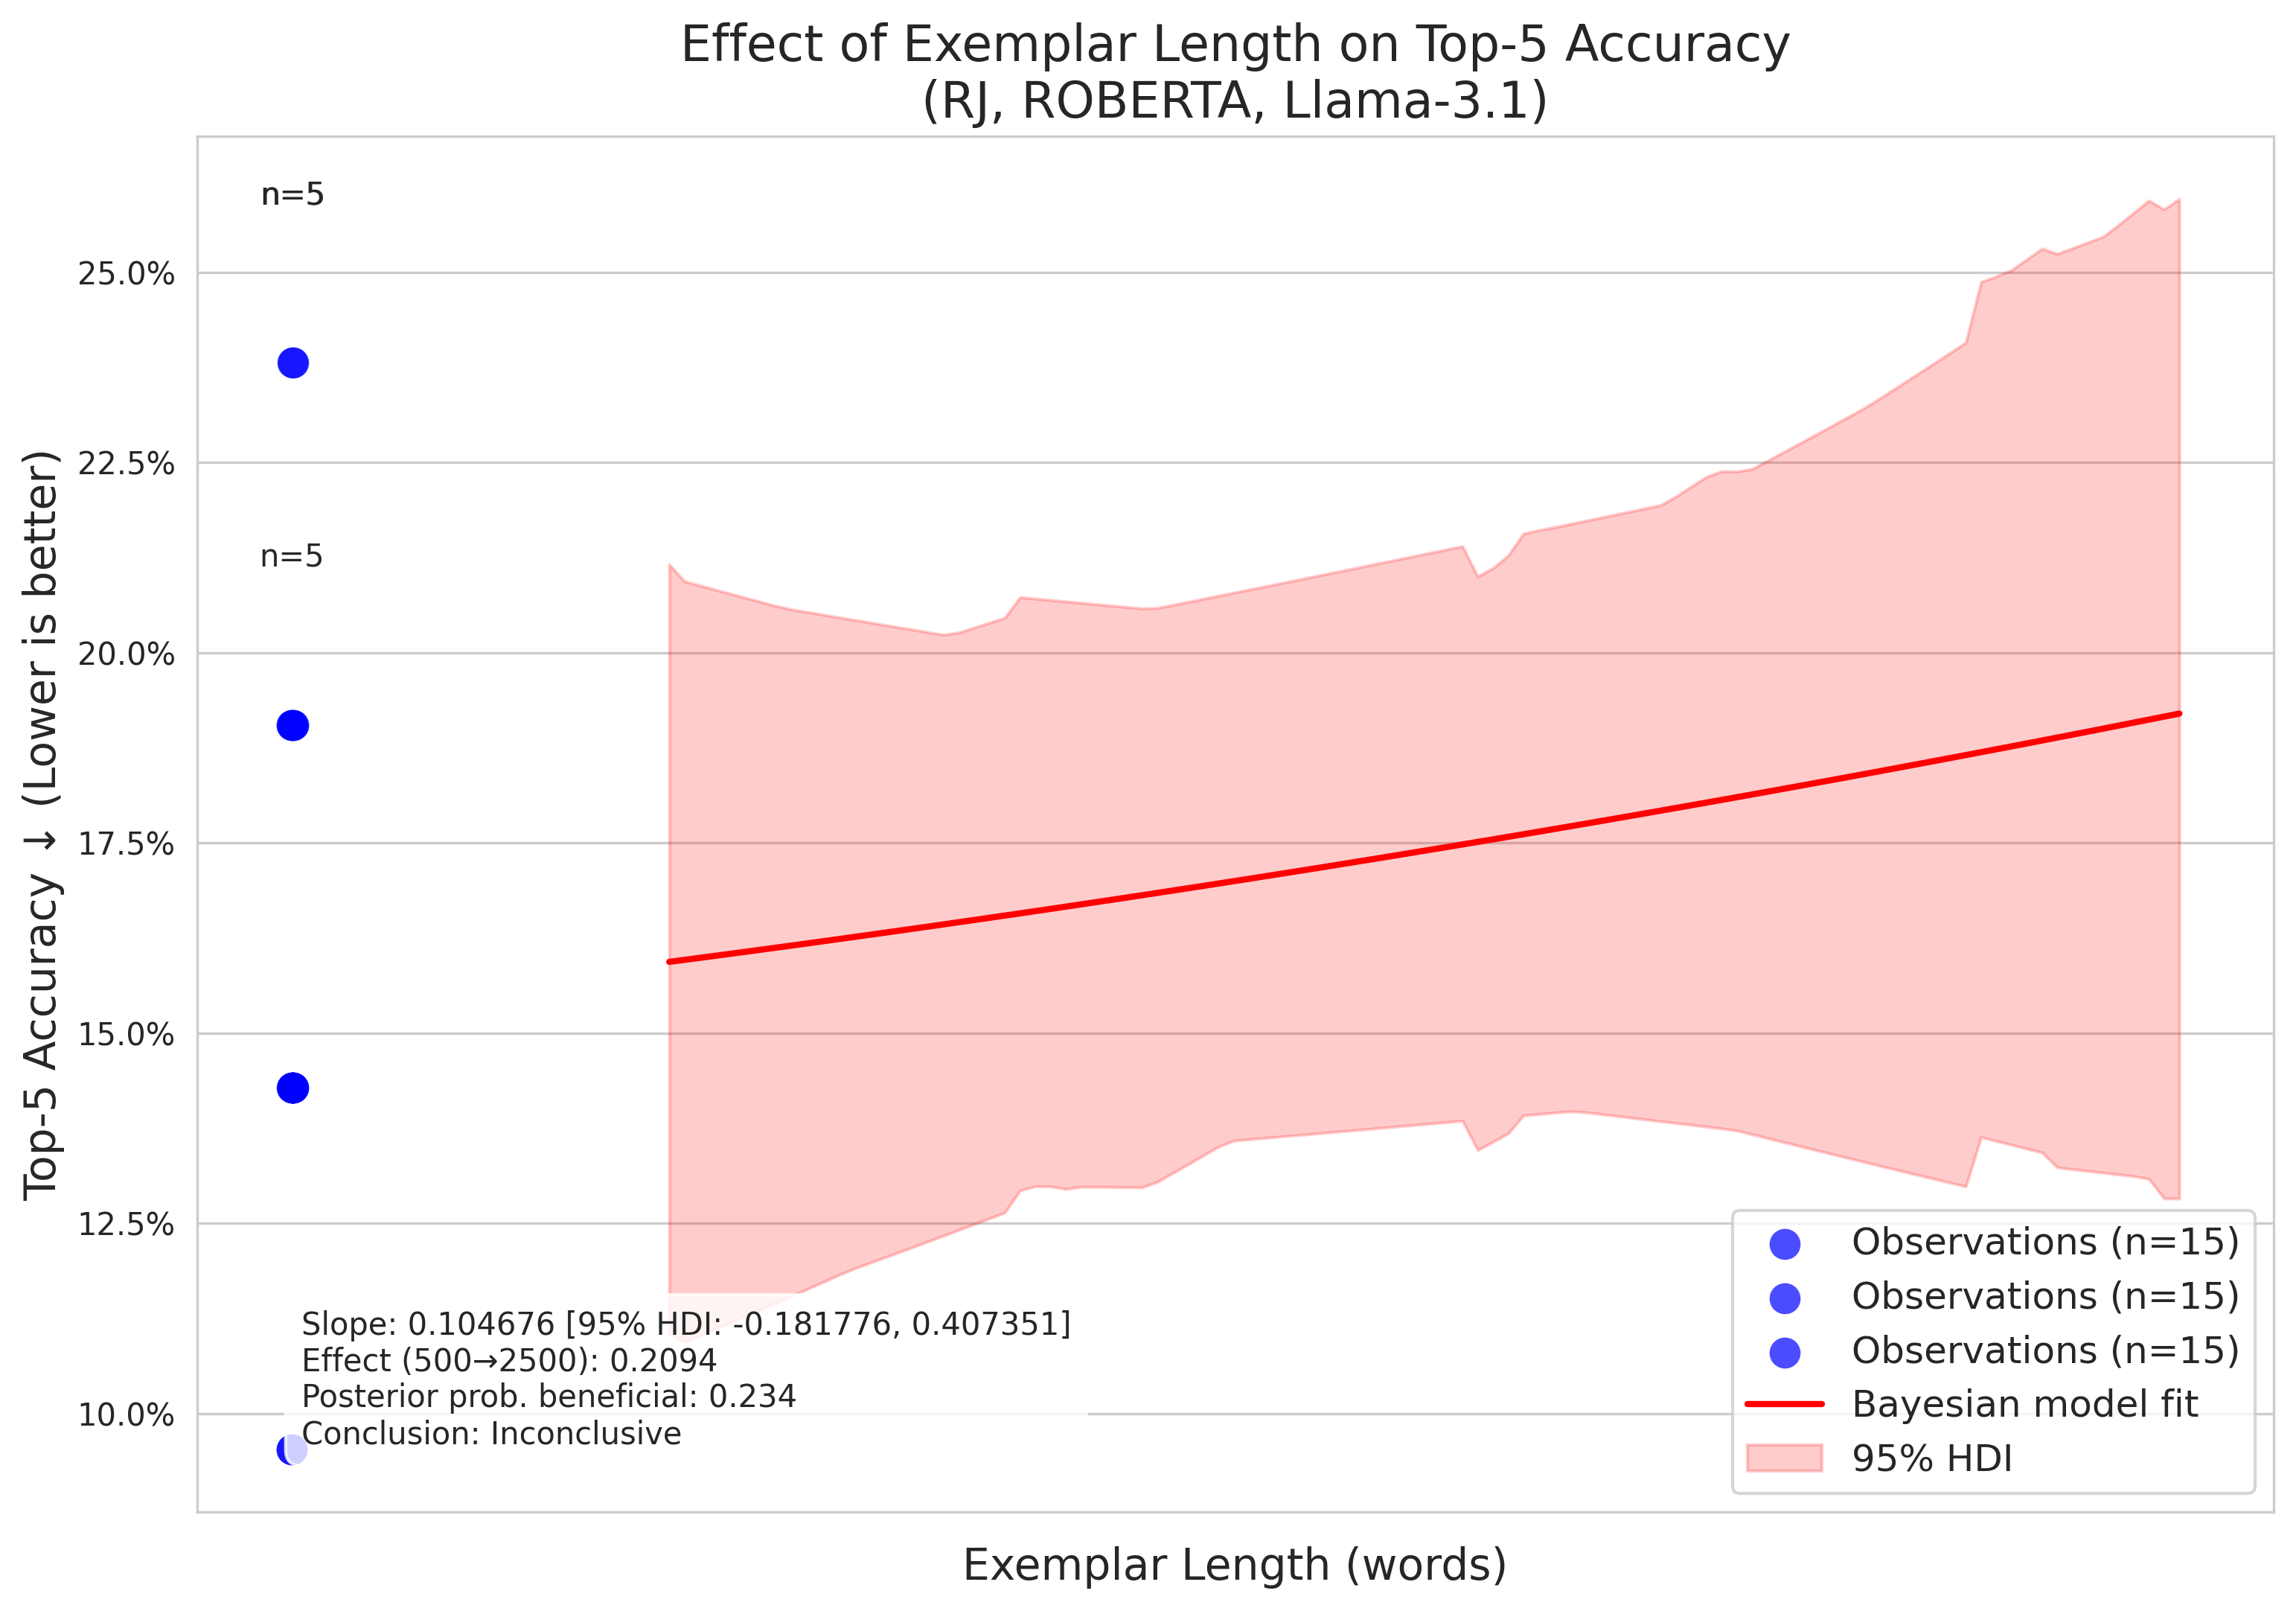 Effect of Exemplar Length on Top-5 Accuracy
(RJ, ROBERTA, Llama-3.1)
Top-5 Accuracy ↓ (Lower is better)
25.0%
22.5%
20.0%
17.5%
15.0%
12.5%
10.0%
n=5
n=5
Slope: 0.104676 [95% HDI: -0.181776, 0.407351]
Effect (500→2500): 0.2094
Posterior prob. beneficial: 0.234
Conclusion: Inconclusive
Observations (n=15)
Observations (n=15)
Observations (n=15)
Bayesian model fit
95% HDI
Exemplar Length (words)